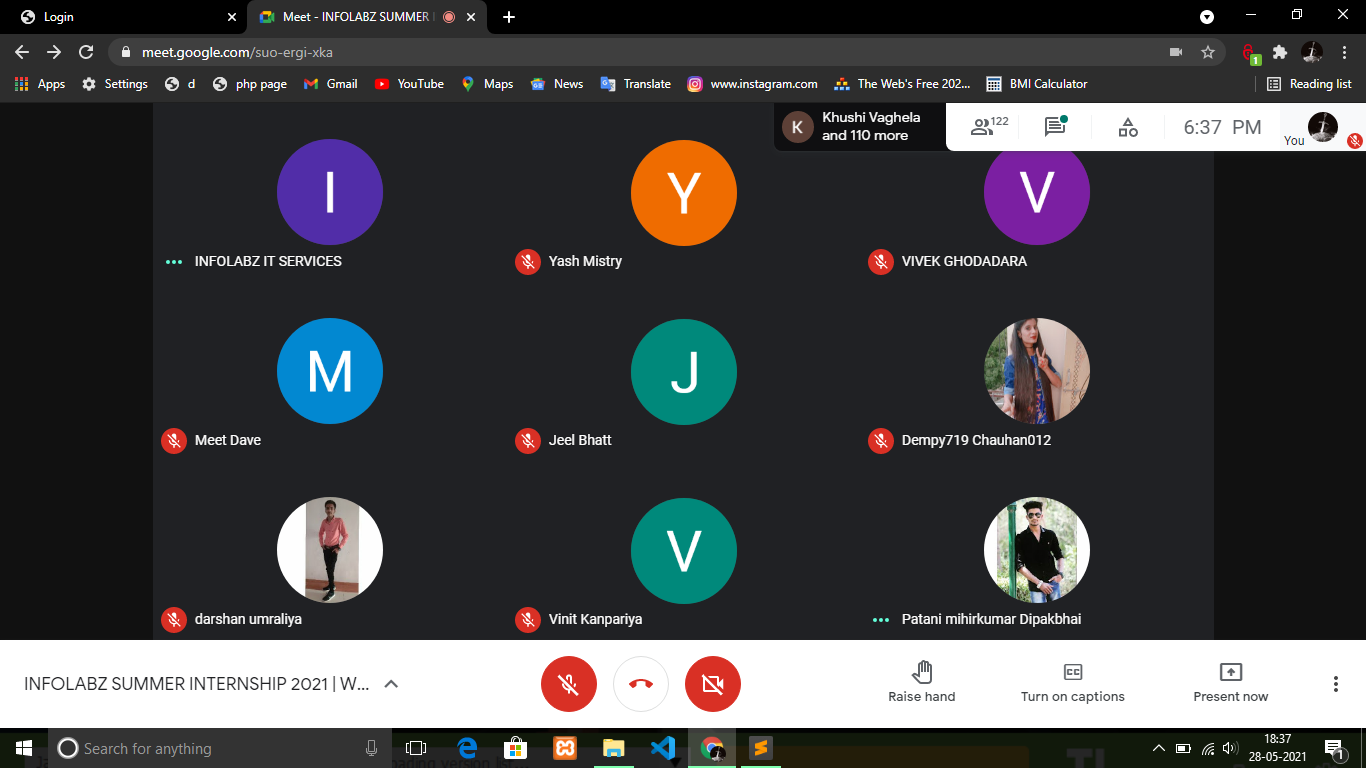 Login
Meet - INFOLABZ SUMMER I
meet.google.com/suo-ergi-xka
1
Apps
Settings
d
php page
Gmail
YouTube
Maps
News
Translate
www.instagram.com
The Web's Free 202...
BMI Calculator
Reading list
K
Khushi Vaghela
and 110 more
122
6:37 PM
You
I
INFOLABZ IT SERVICES
Y
Yash Mistry
V
VIVEK GHODADARA
M
Meet Dave
J
Jeel Bhatt
Dempy719 Chauhan012
darshan umraliya
V
Vinit Kanpariya
Patani mihirkumar Dipakbhai
INFOLABZ SUMMER INTERNSHIP 2021 | W...
Raise hand
CC
Turn on captions
Present now
Search for anything
18:37
28-05-2021
1